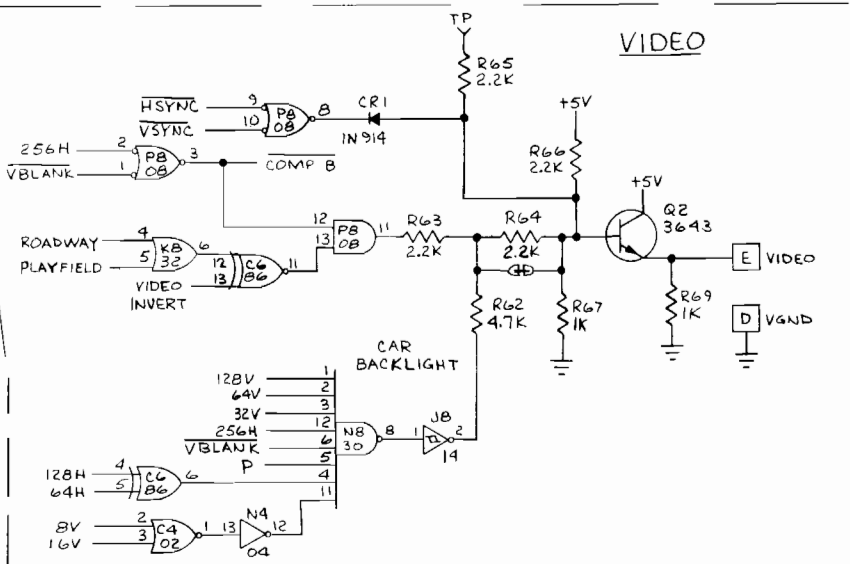 TP
VIDEO
R65
2.2K
HSYNC
9
10
P8
08
8
CR1
1N914
+5V
VSYNC
256H
2
1
P8
08
3
COMP B
VBLANK
R66
2.2K
+5V
Q2
3643
ROADWAY
4
5
K8
32
6
PLAYFIELD
12
13
C6
86
11
VIDEO
INVERT
12
13
P8
08
11
R63
2.2K
R64
2.2K
E
VIDEO
R62
4.7K
R67
1K
R69
1K
D
VGND
CAR
BACKLIGHT
128V
1
64V
2
32V
3
256H
12
VBLANK
6
P
5
4
11
N8
30
8
1
J8
2
14
128H
4
64H
5
C6
86
6
8V
2
16V
3
C4
02
1
13
N4
12
04